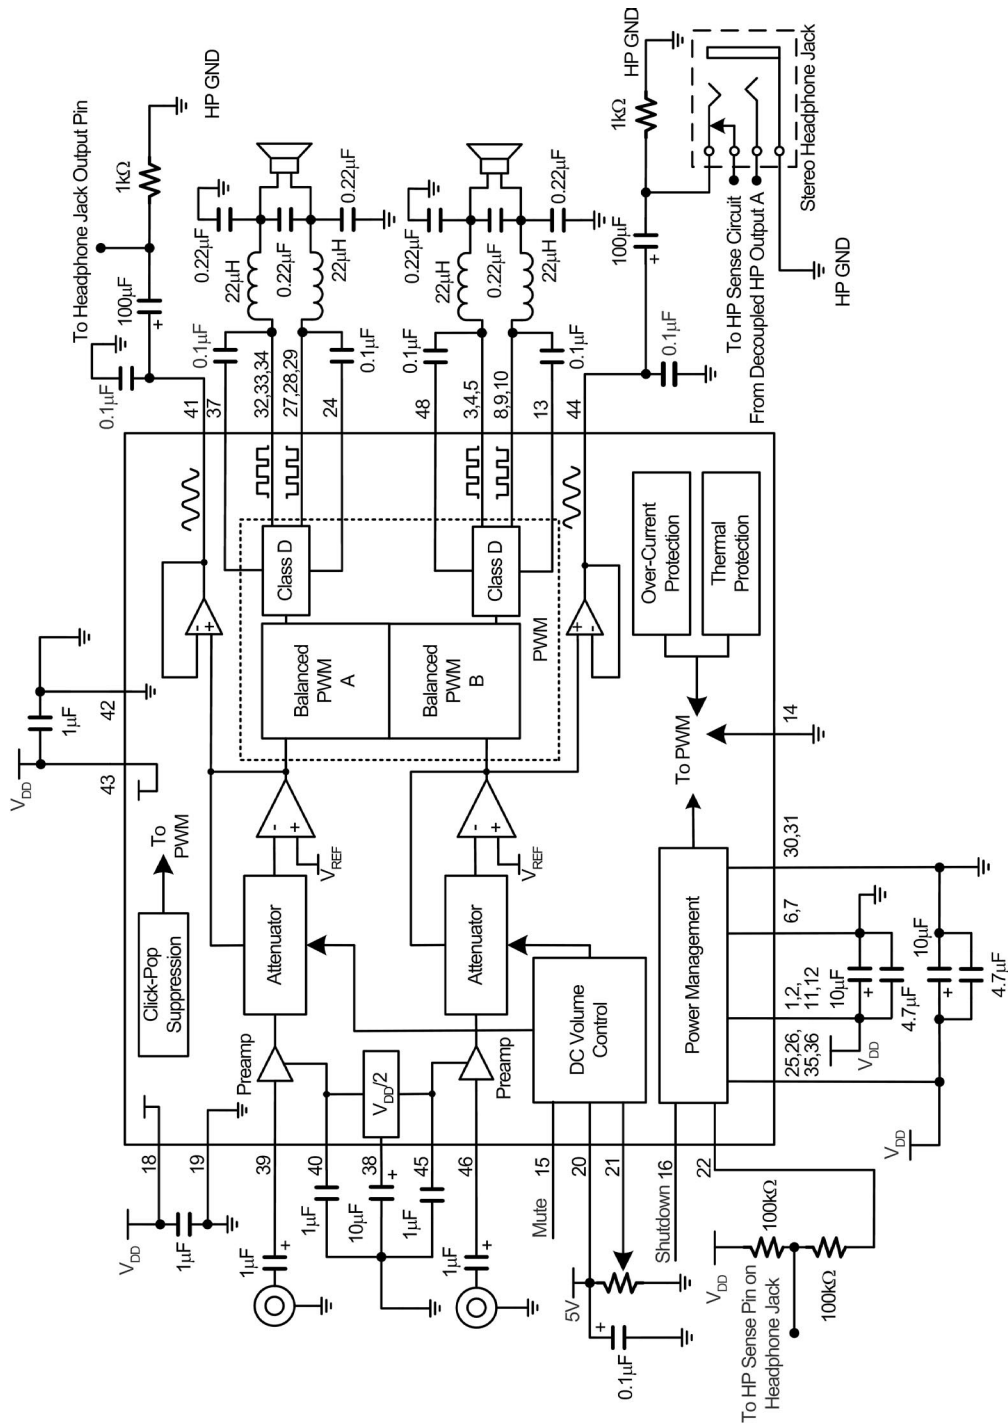 VDD
1µF
18
19
VDD
1µF
43
42
Click-Pop
Suppression
To
PWM
0.1µF
41
To Headphone Jack Output Pin
100µF
1kΩ
HP GND
1µF
39
Preamp
Attenuator
-
+
VREF
-
+
37
0.1µF
32,33,34
27,28,29
24
0.1µF
22µH
22µH
0.22µF
0.22µF
0.22µF
1µF
40
10µF
38
VDD/2
1µF
45
Balanced
PWM
A
Class D
Balanced
PWM
B
Class D
PWM
1µF
46
Preamp
Attenuator
-
+
VREF
+
-
48
0.1µF
3,4,5
8,9,10
13
0.1µF
22µH
22µH
0.22µF
0.22µF
0.22µF
44
0.1µF
100µF
1kΩ
HP GND
Mute
15
5V
20
21
0.1µF
DC Volume
Control
Shutdown 16
22
VDD
100kΩ
100kΩ
To HP Sense Pin on
Headphone Jack
Power Management
To PWM
Over-Current
Protection
Thermal
Protection
To HP Sense Circuit
From Decoupled HP Output A
Stereo Headphone Jack
HP GND
25,26,
35,36
1,2,
11,12
6,7
30,31
14
VDD
10µF
4.7µF
VDD
10µF
4.7µF